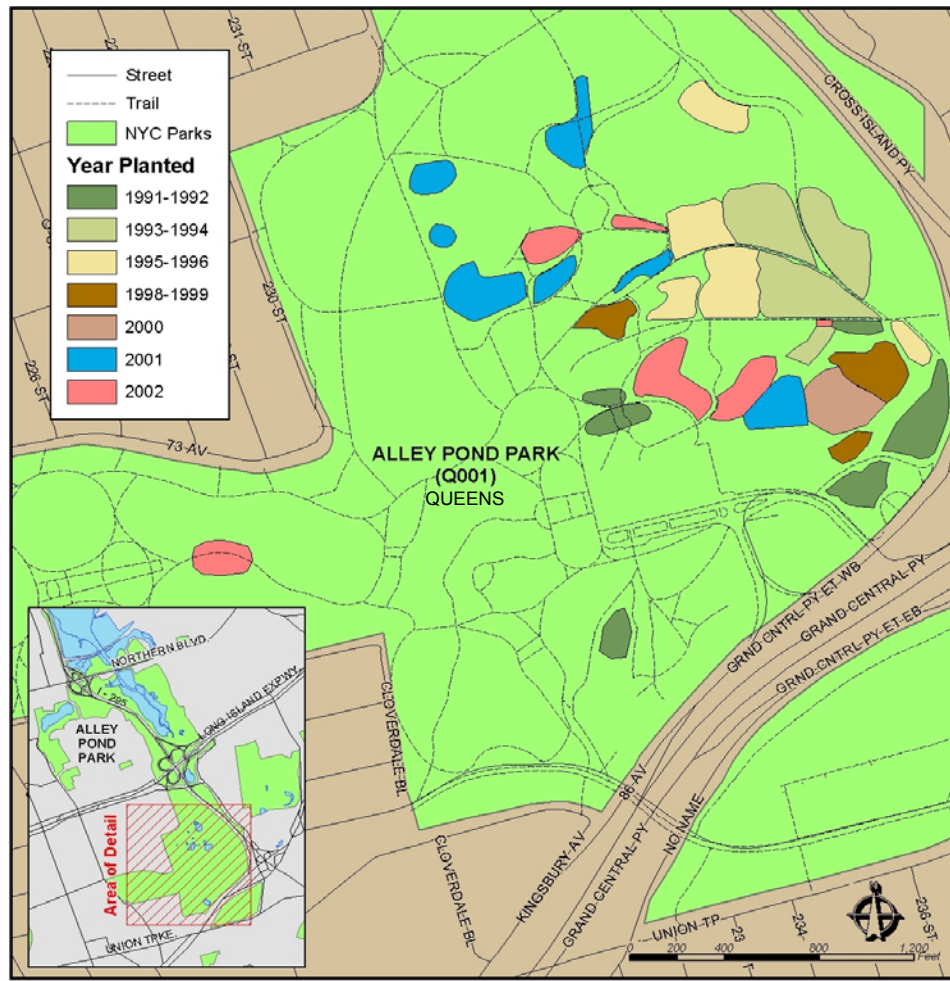 231-ST
Street
Trail
NYC Parks
Year Planted
1991-1992
1993-1994
1995-1996
1998-1999
2000
2001
2002
CROSS ISLAND PY
230-ST
226-ST
73-AV
ALLEY POND PARK
(Q001)
QUEENS
GRND CNTRL PY-ET-WB
GRAND CENTRAL PY
GRND-CNTRL-PY-ET-EB
NORTHERN BLVD
I-295
LONG ISLAND EXPWY
ALLEY
POND
PARK
Area of Detail
UNION TPKE
CLOVERDALE-BL
CLOVERDALE-BL
86 AV
NO NAME
KINGSBURY AV
GRAND-CENTRAL-PY
UNION-TP
234-
236-ST
0 200 400 800 1,200
Feet